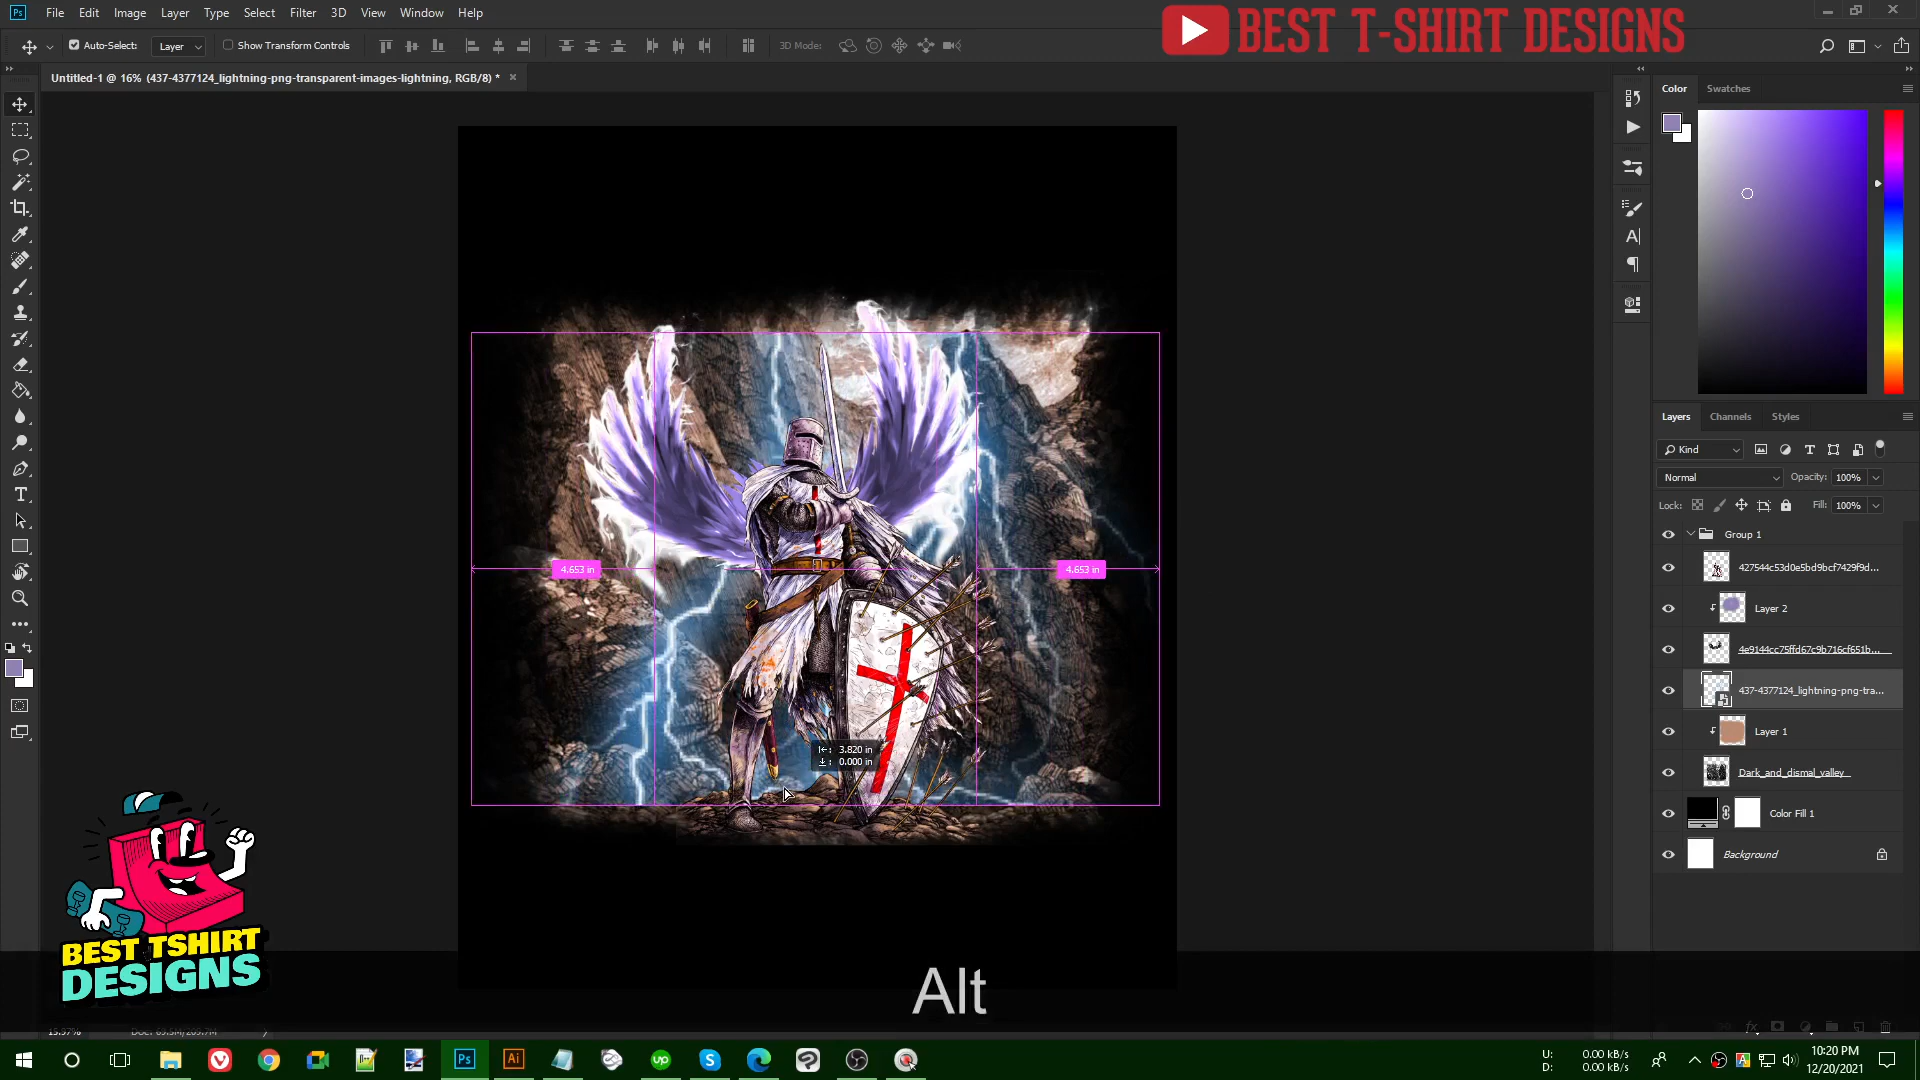 File Edit Image Layer Type Select Filter 3D View Window Help
BEST T-SHIRT DESIGNS
Auto-Select: Layer Show Transform Controls 3D Mode:
Untitled-1 @ 16% (437-4377124_lightning-png-transparent-images-lightning, RGB/8) * ×
Color Swatches
Layers Channels Styles
Kind
Normal Opacity: 100%
Lock: Fill: 100%
Group 1
427544c53d0e5bd9bcf7429f9d...
Layer 2
4e9144cc75ffd67c9b716cf651b...
437-4377124_lightning-png-tra...
Layer 1
Dark_and_dismal_valley
Color Fill 1
Background
4.653 in 4.653 in
3.820 in
0.000 in
BEST TSHIRT
DESIGNS
Alt
U: 0.00 kB/s
D: 0.00 kB/s
10:20 PM
12/20/2021